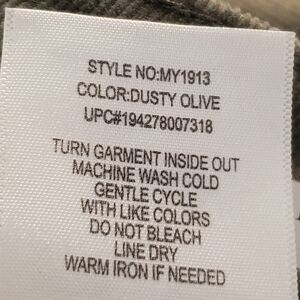 STYLE NO:MY1913
COLOR:DUSTY OLIVE
UPC#194278007318
TURN GARMENT INSIDE OUT
MACHINE WASH COLD
GENTLE CYCLE
WITH LIKE COLORS
DO NOT BLEACH
LINE DRY
WARM IRON IF NEEDED